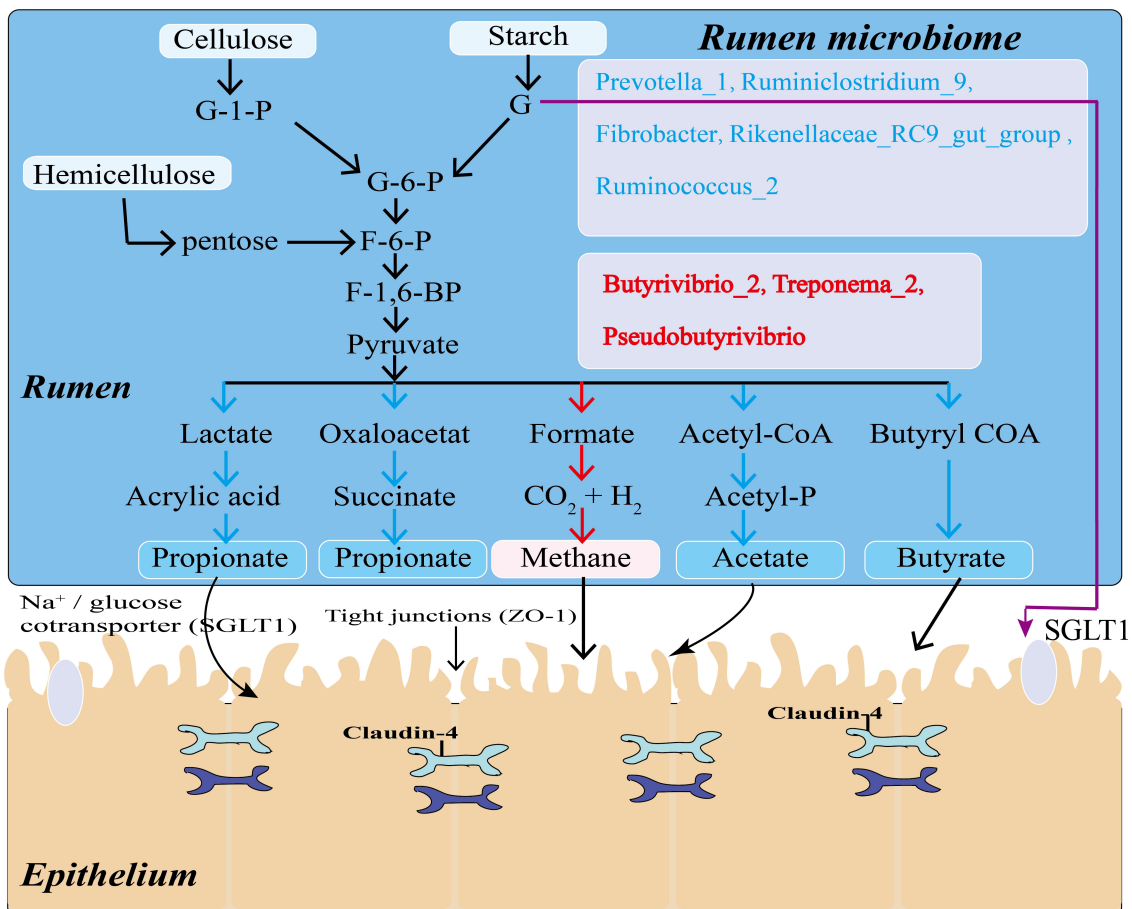 Cellulose
Starch
Rumen microbiome
G-1-P
G
Prevotella_1, Ruminiclostridium_9,
Fibrobacter, Rikenellaceae_RC9_gut_group ,
Ruminococcus_2
Hemicellulose
G-6-P
pentose
F-6-P
F-1,6-BP
Butyrivibrio_2, Treponema_2,
Pseudobutyrivibrio
Pyruvate
Rumen
Lactate
Oxaloacetat
Formate
Acetyl-CoA
Butyryl COA
Acrylic acid
Succinate
CO₂ + H₂
Acetyl-P
Propionate
Propionate
Methane
Acetate
Butyrate
Na⁺ / glucose
cotransporter (SGLT1)
Tight junctions (ZO-1)
SGLT1
Claudin-4
Claudin-4
Epithelium